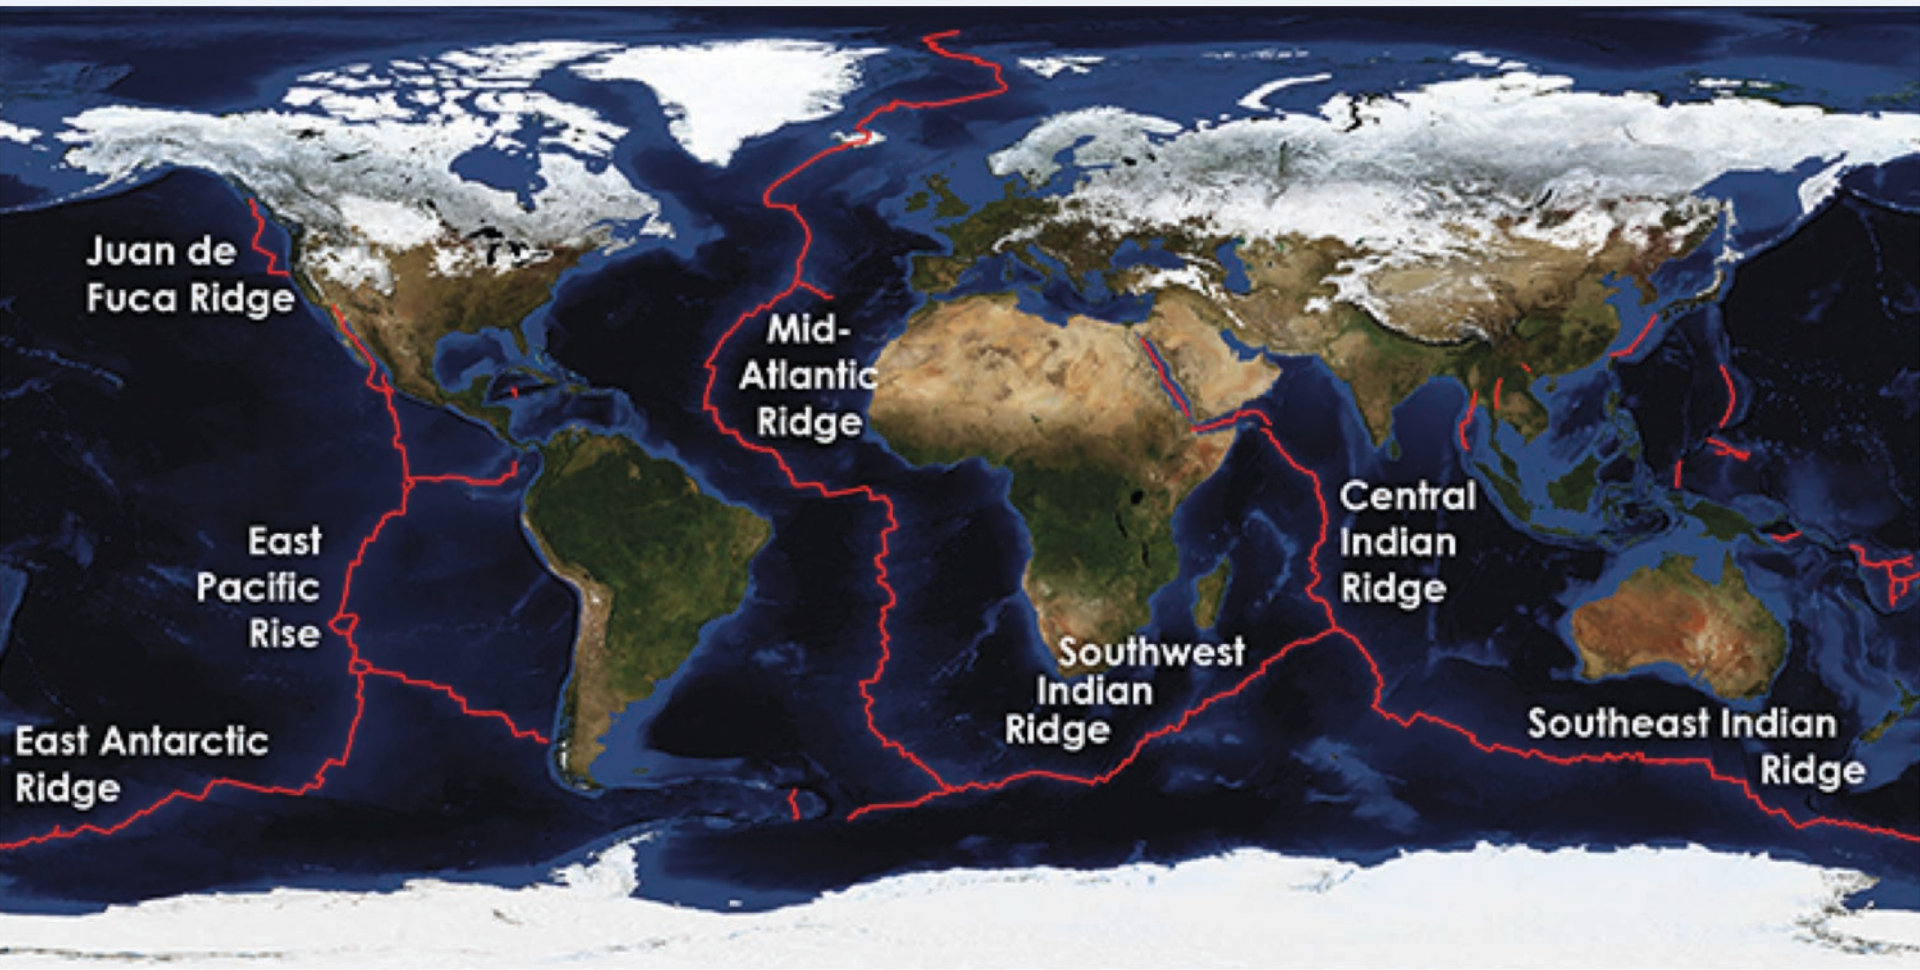 Juan de
Fuca Ridge
Mid-
Atlantic
Ridge
East
Pacific
Rise
East Antarctic
Ridge
Central
Indian
Ridge
Southwest
Indian
Ridge
Southeast Indian
Ridge